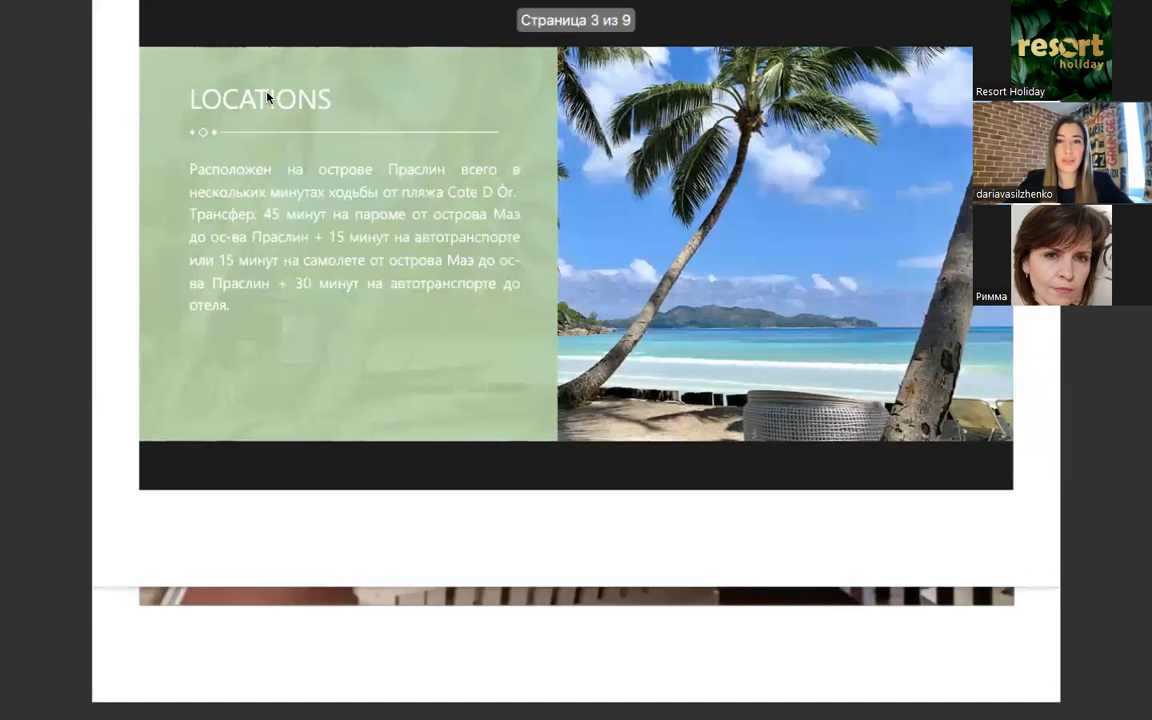 Страница 3 из 9
resort
holiday
Resort Holiday
LOCATIONS
Расположен на острове Праслин всего в
нескольких минутах ходьбы от пляжа Cote D Ór.
Трансфер: 45 минут на пароме от острова Маэ
до ос-ва Праслин + 15 минут на автотранспорте
или 15 минут на самолете от острова Маэ до ос-
ва Праслин + 30 минут на автотранспорте до
отеля.
dariavasilzhenko
Римма